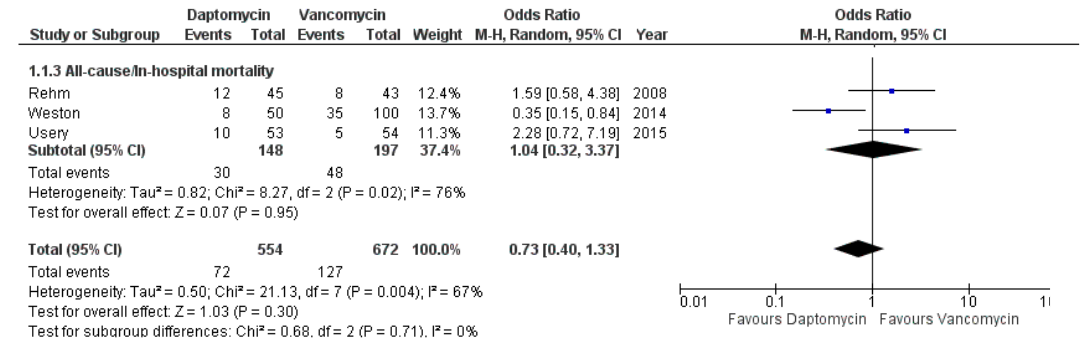 Daptomycin Vancomycin Odds Ratio Odds Ratio
Study or Subgroup Events Total Events Total Weight M-H, Random, 95% CI Year M-H, Random, 95% CI
1.1.3 All-cause/In-hospital mortality
Rehm 12 45 8 43 12.4% 1.59 [0.58, 4.38] 2008
Weston 8 50 35 100 13.7% 0.35 [0.15, 0.84] 2014
Usery 10 53 5 54 11.3% 2.28 [0.72, 7.19] 2015
Subtotal (95% CI) 148 197 37.4% 1.04 [0.32, 3.37]
Total events 30 48
Heterogeneity: Tau² = 0.82; Chi² = 8.27, df = 2 (P = 0.02); I² = 76%
Test for overall effect: Z = 0.07 (P = 0.95)
Total (95% CI) 554 672 100.0% 0.73 [0.40, 1.33]
Total events 72 127
Heterogeneity: Tau² = 0.50; Chi² = 21.13, df = 7 (P = 0.004); I² = 67%
Test for overall effect: Z = 1.03 (P = 0.30)
Test for subgroup differences: Chi² = 0.68, df = 2 (P = 0.71), I² = 0%
0.01 0.1 1 10
Favours Daptomycin Favours Vancomycin